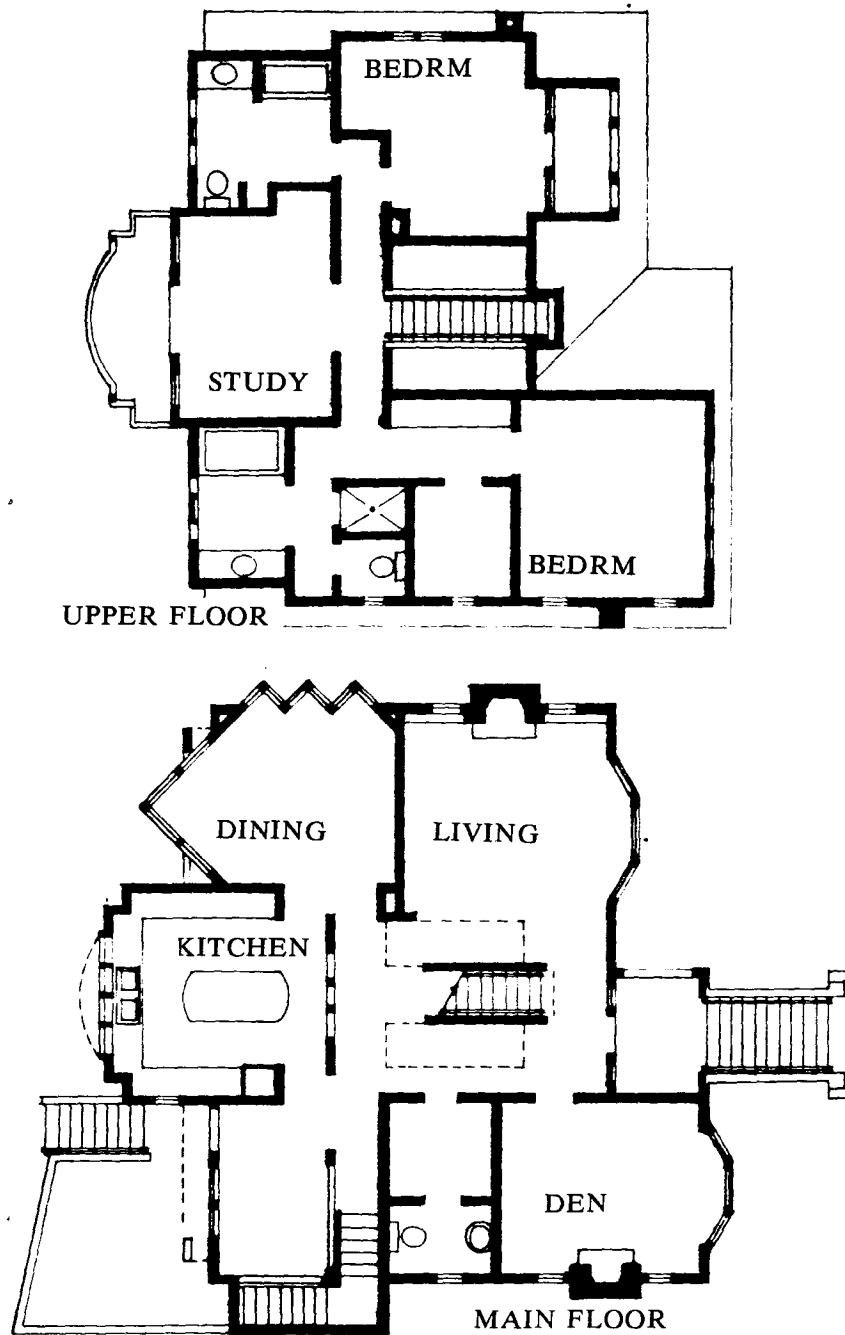 BEDRM
STUDY
BEDRM
UPPER FLOOR
DINING
LIVING
KITCHEN
DEN
MAIN FLOOR